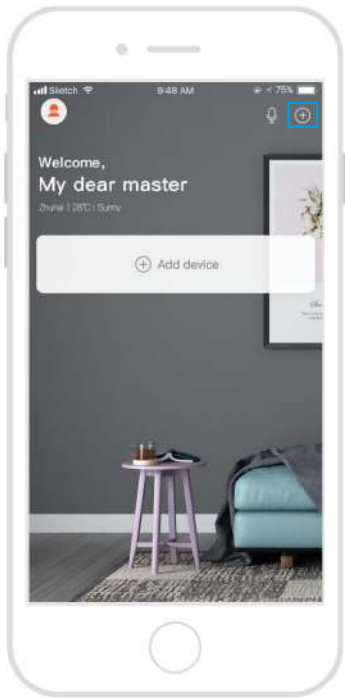 Sketch 9:48 AM 75%
Welcome,
My dear master
Zhuhai | 28℃ | Sunny
Add device